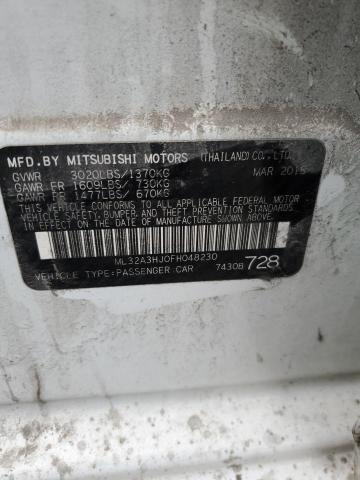 MFD.BY MITSUBISHI MOTORS (THAILAND) CO., LTD.
GVWR 3020LBS/1370KG MAR 2015
GAWR FR 1609LBS/ 730KG
GAWR RR 1477LBS/ 670KG
THIS VEHICLE CONFORMS TO ALL APPLICABLE
FEDERAL MOTOR VEHICLE SAFETY, BUMPER
AND THEFT PREVENTION STANDARDS IN
EFFECT ON THE DATE OF MANUFACTURE
SHOWN ABOVE.
ML32A3HJ0FH048230
VEHICLE TYPE:PASSENGER CAR 7430B 728